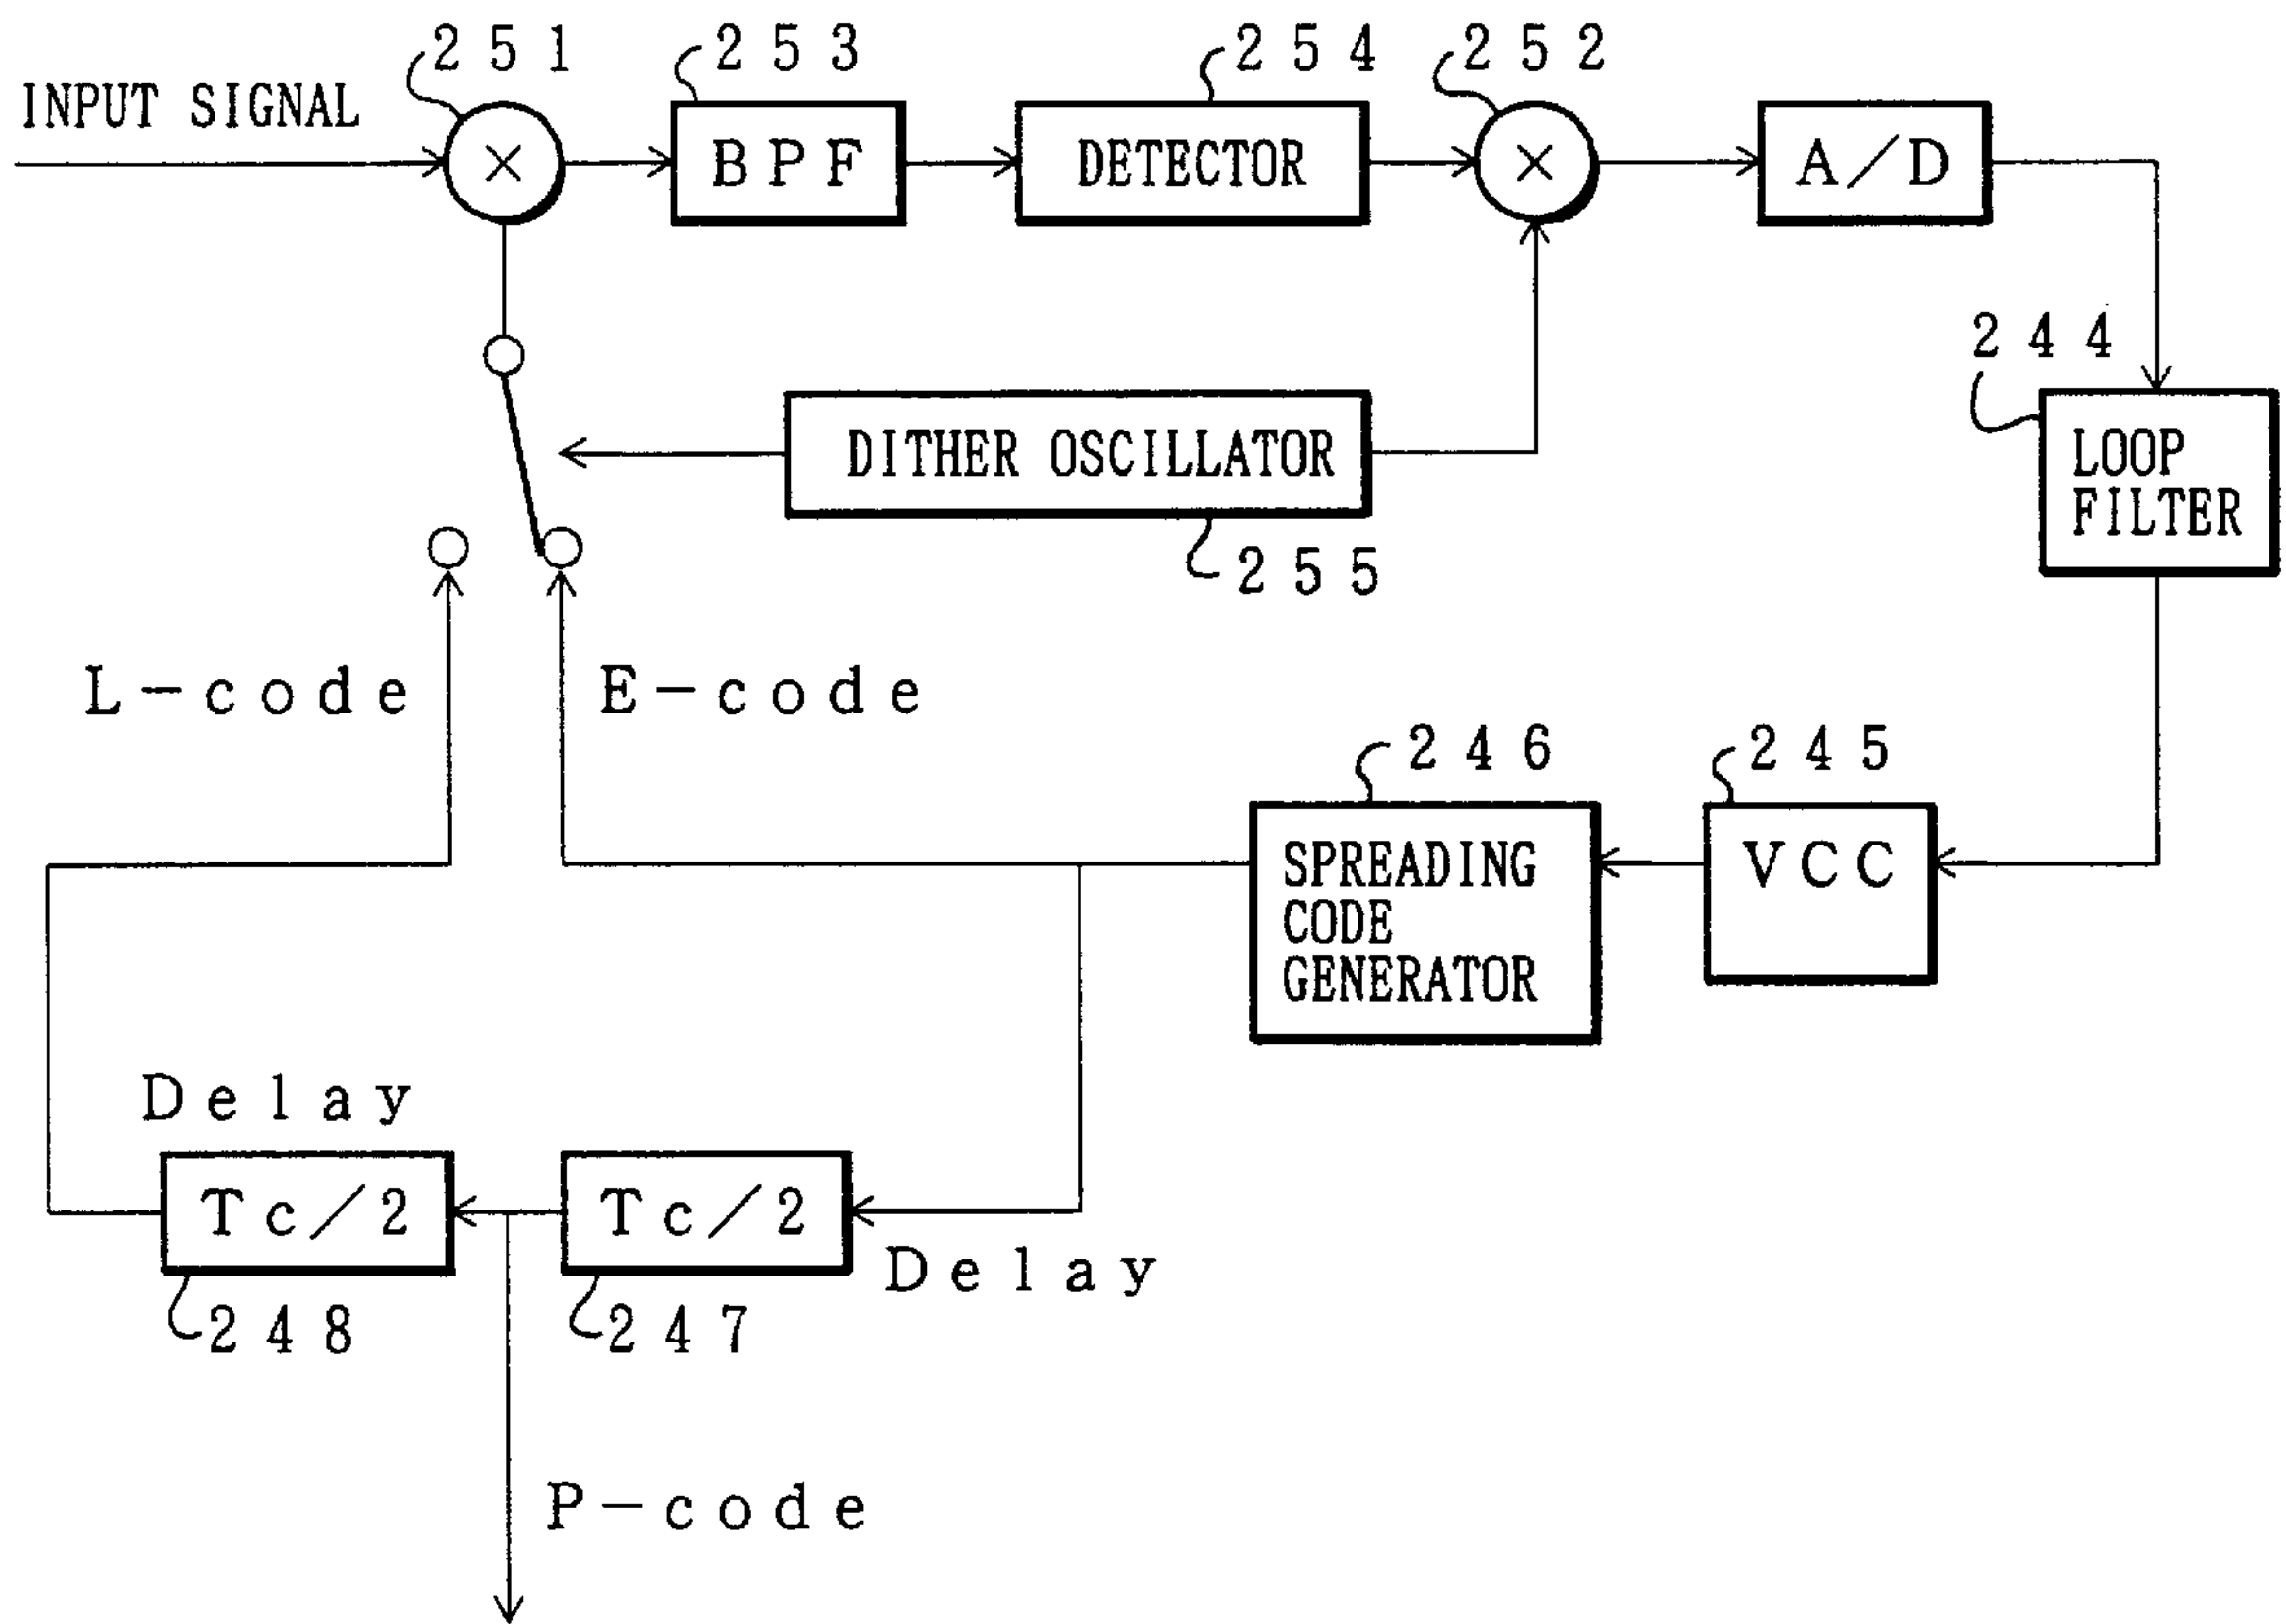 251
253
254
252
INPUT SIGNAL
×
BPF
DETECTOR
×
A/D
244
DITHER OSCILLATOR
LOOP
FILTER
255
L-code
E-code
246
245
SPREADING
CODE
GENERATOR
VCC
Delay
Tc/2
Tc/2
Delay
248
247
P-code